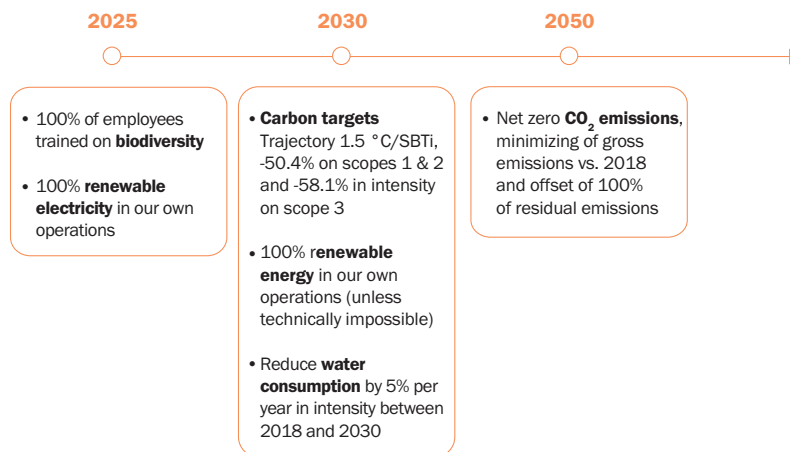 2025
2030
2050
• 100% of employees
trained on biodiversity
• 100% renewable
electricity in our own
operations
• Carbon targets
Trajectory 1.5 °C/SBTi,
-50.4% on scopes 1 & 2
and -58.1% in intensity
on scope 3
• 100% renewable
energy in our own
operations (unless
technically impossible)
• Reduce water
consumption by 5% per
year in intensity between
2018 and 2030
• Net zero CO₂ emissions,
minimizing of gross
emissions vs. 2018
and offset of 100%
of residual emissions